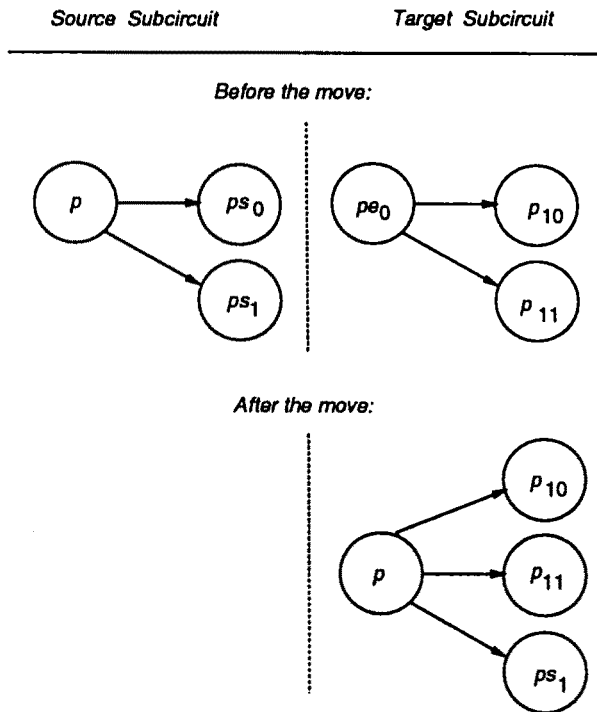 Source Subcircuit Target Subcircuit
Before the move:
p ps0 pe0 p10
ps1 p11
After the move:
p10
p p11
ps1